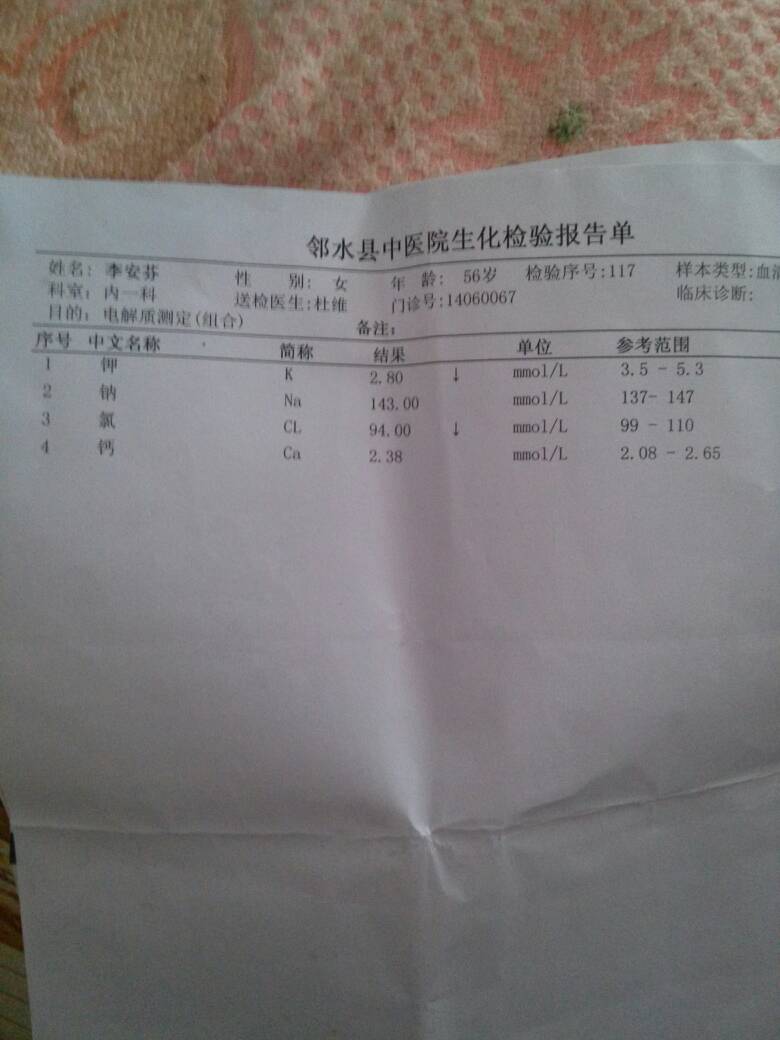 邻水县中医院生化检验报告单
姓名: 李安芬 性 别: 女 年 龄: 56岁 检验序号:117 样本类型:血液
科室: 内一科 送检医生:杜维 门诊号:14060067 临床诊断:
目的: 电解质测定(组合) 备注:
序号 中文名称 简称 结果 单位 参考范围
1 钾 K 2.80 ↓ mmol/L 3.5 - 5.3
2 钠 Na 143.00 mmol/L 137- 147
3 氯 CL 94.00 ↓ mmol/L 99 - 110
4 钙 Ca 2.38 mmol/L 2.08 - 2.65